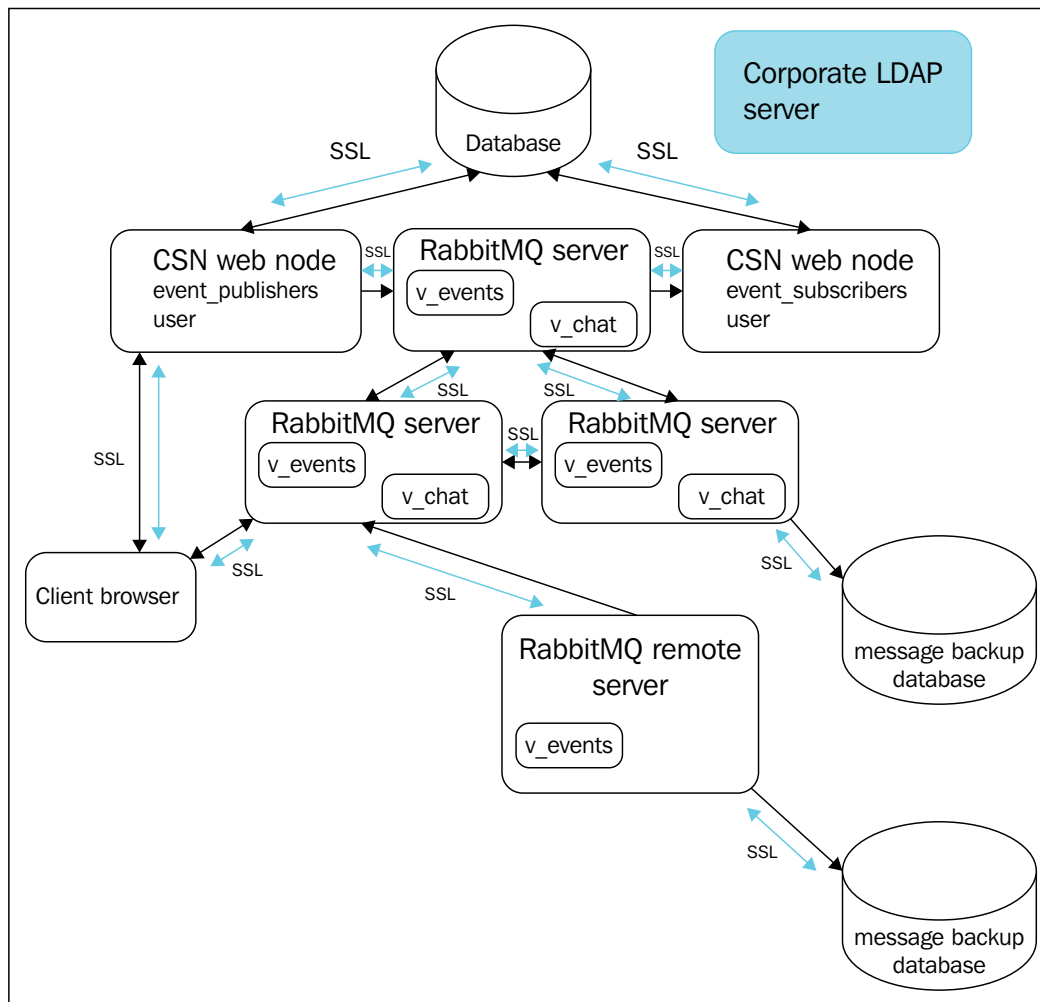 Corporate LDAP
server
Database
SSL
SSL
CSN web node
event_publishers
user
SSL
RabbitMQ server
v_events
v_chat
SSL
CSN web node
event_subscribers
user
SSL
SSL
RabbitMQ server
v_events
v_chat
SSL
RabbitMQ server
v_events
v_chat
SSL
SSL
SSL
SSL
Client browser
SSL
RabbitMQ remote
server
v_events
message backup
database
SSL
message backup
database